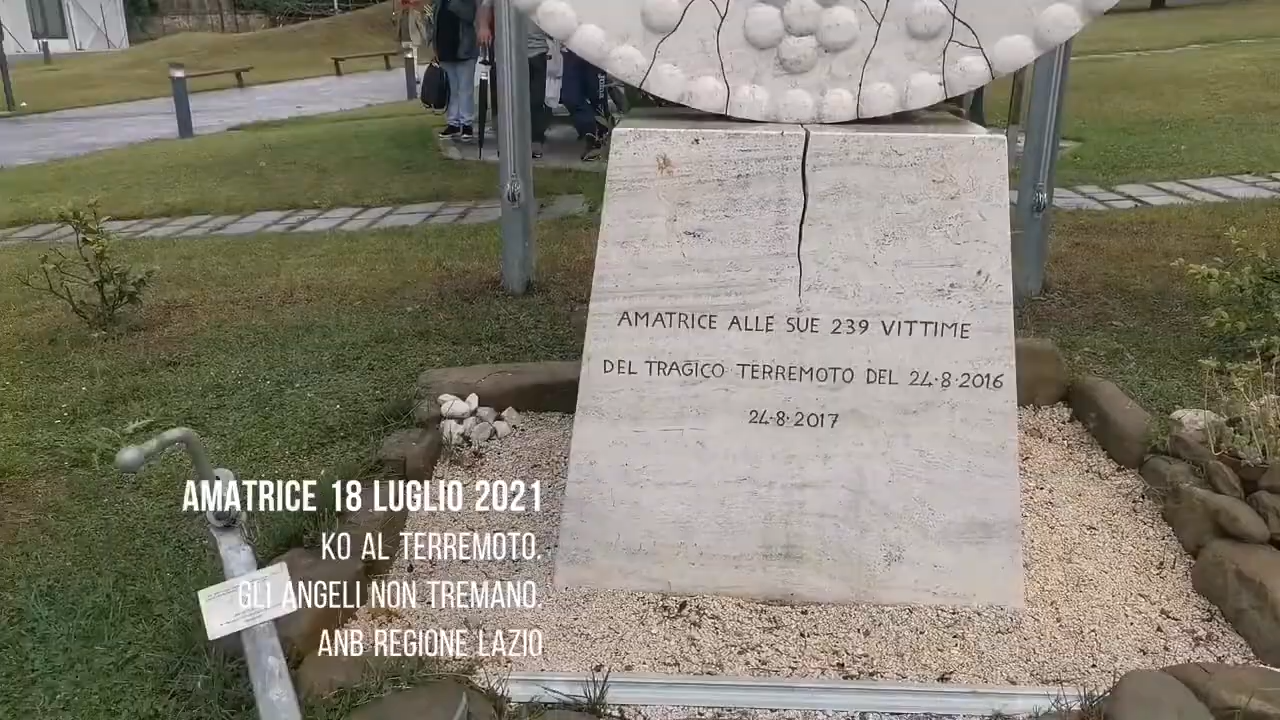 AMATRICE ALLE SUE 239 VITTIME
DEL TRAGICO TERREMOTO DEL 24·8·2016
24·8·2017
AMATRICE 18 LUGLIO 2021
KO AL TERREMOTO.
GLI ANGELI NON TREMANO.
ANB REGIONE LAZIO